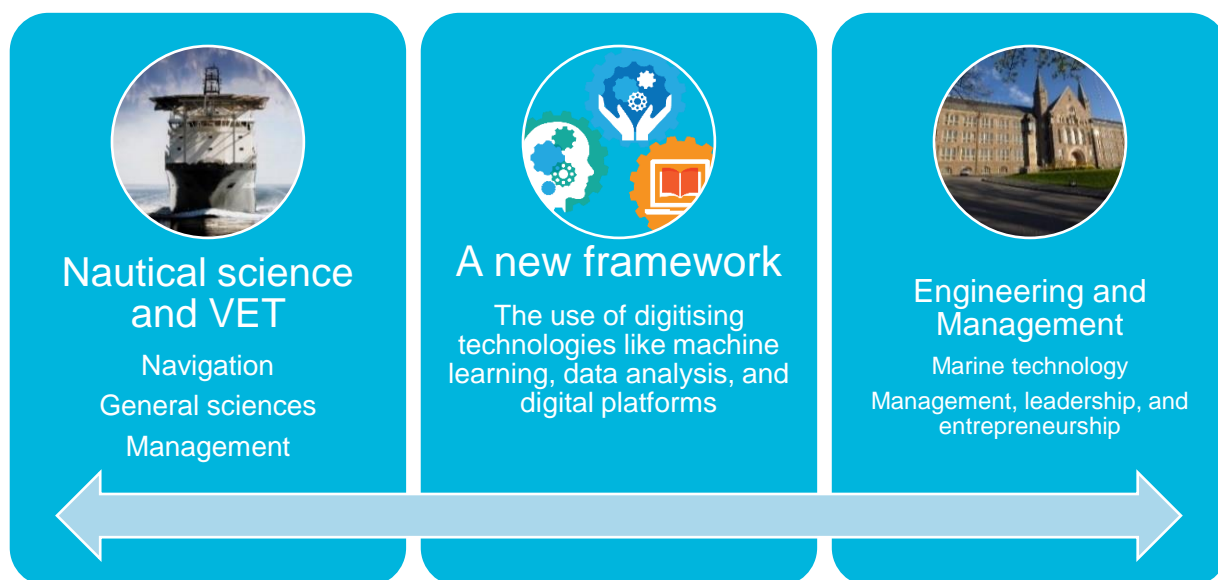 Nautical science
and VET
Navigation
General sciences
Management
A new framework
The use of digitising
technologies like machine
learning, data analysis, and
digital platforms
Engineering and
Management
Marine technology
Management, leadership, and
entrepreneurship